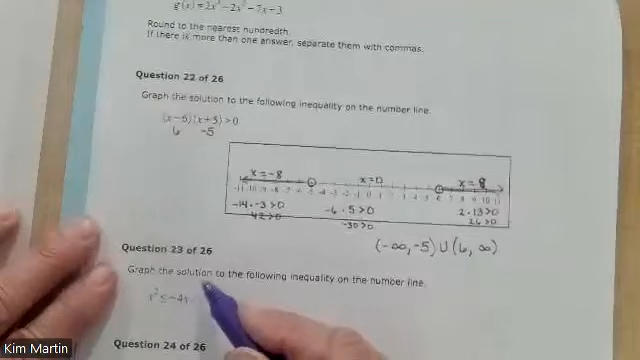 g(x)=2x³-2x²-7x-3
Round to the nearest hundredth.
If there is more than one answer, separate them with commas.
Question 22 of 26
Graph the solution to the following inequality on the number line.
(x-6)(x+5)>0
6 -5
x=-8 x=0 x=8
-11 -10 -9 -8 -7 -6 -5 -4 -3 -2 -1 0 1 2 3 4 5 6 7 8 9 10 11
-14·-3>0 -6·5>0 2·13>0
42>0 -30>0 26>0
(-∞,-5) U (6,∞)
Question 23 of 26
Graph the solution to the following inequality on the number line.
x² ≤ -4x
Kim Martin
Question 24 of 26